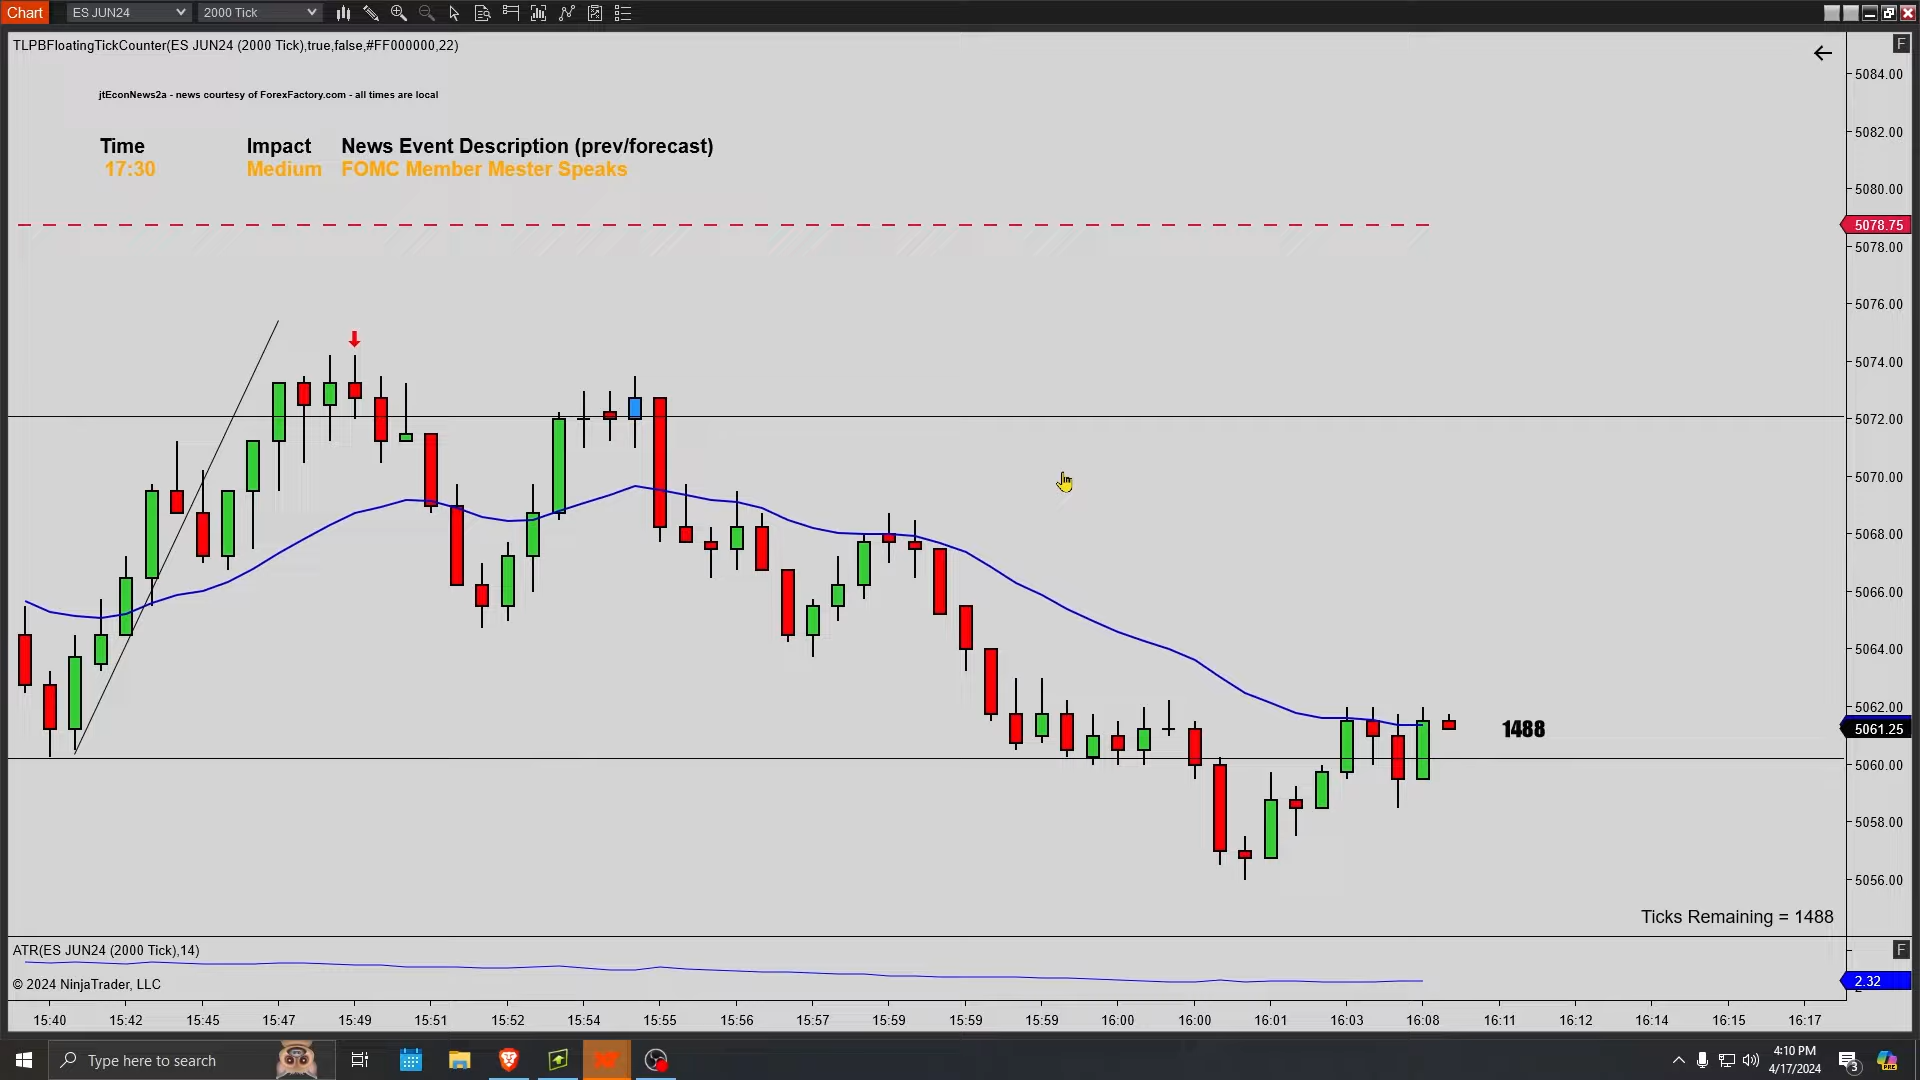 Chart ES JUN24 2000 Tick
TLPBFloatingTickCounter(ES JUN24 (2000 Tick),true,false,#FF000000,22)
F
jtEconNews2a - news courtesy of ForexFactory.com - all times are local
Time Impact News Event Description (prev/forecast)
17:30 Medium FOMC Member Mester Speaks
5084.00
5082.00
5080.00
5078.75
5078.00
5076.00
5074.00
5072.00
5070.00
5068.00
5066.00
5064.00
5062.00
1488
5061.25
5060.00
5058.00
5056.00
Ticks Remaining = 1488
ATR(ES JUN24 (2000 Tick),14)
F
© 2024 NinjaTrader, LLC
2.32
15:40 15:42 15:45 15:47 15:49 15:51 15:52 15:54 15:55 15:56 15:57 15:59 15:59 15:59 16:00 16:00 16:01 16:03 16:08 16:11 16:12 16:14 16:15 16:17
Type here to search
4:10 PM
4/17/2024
3
PRE